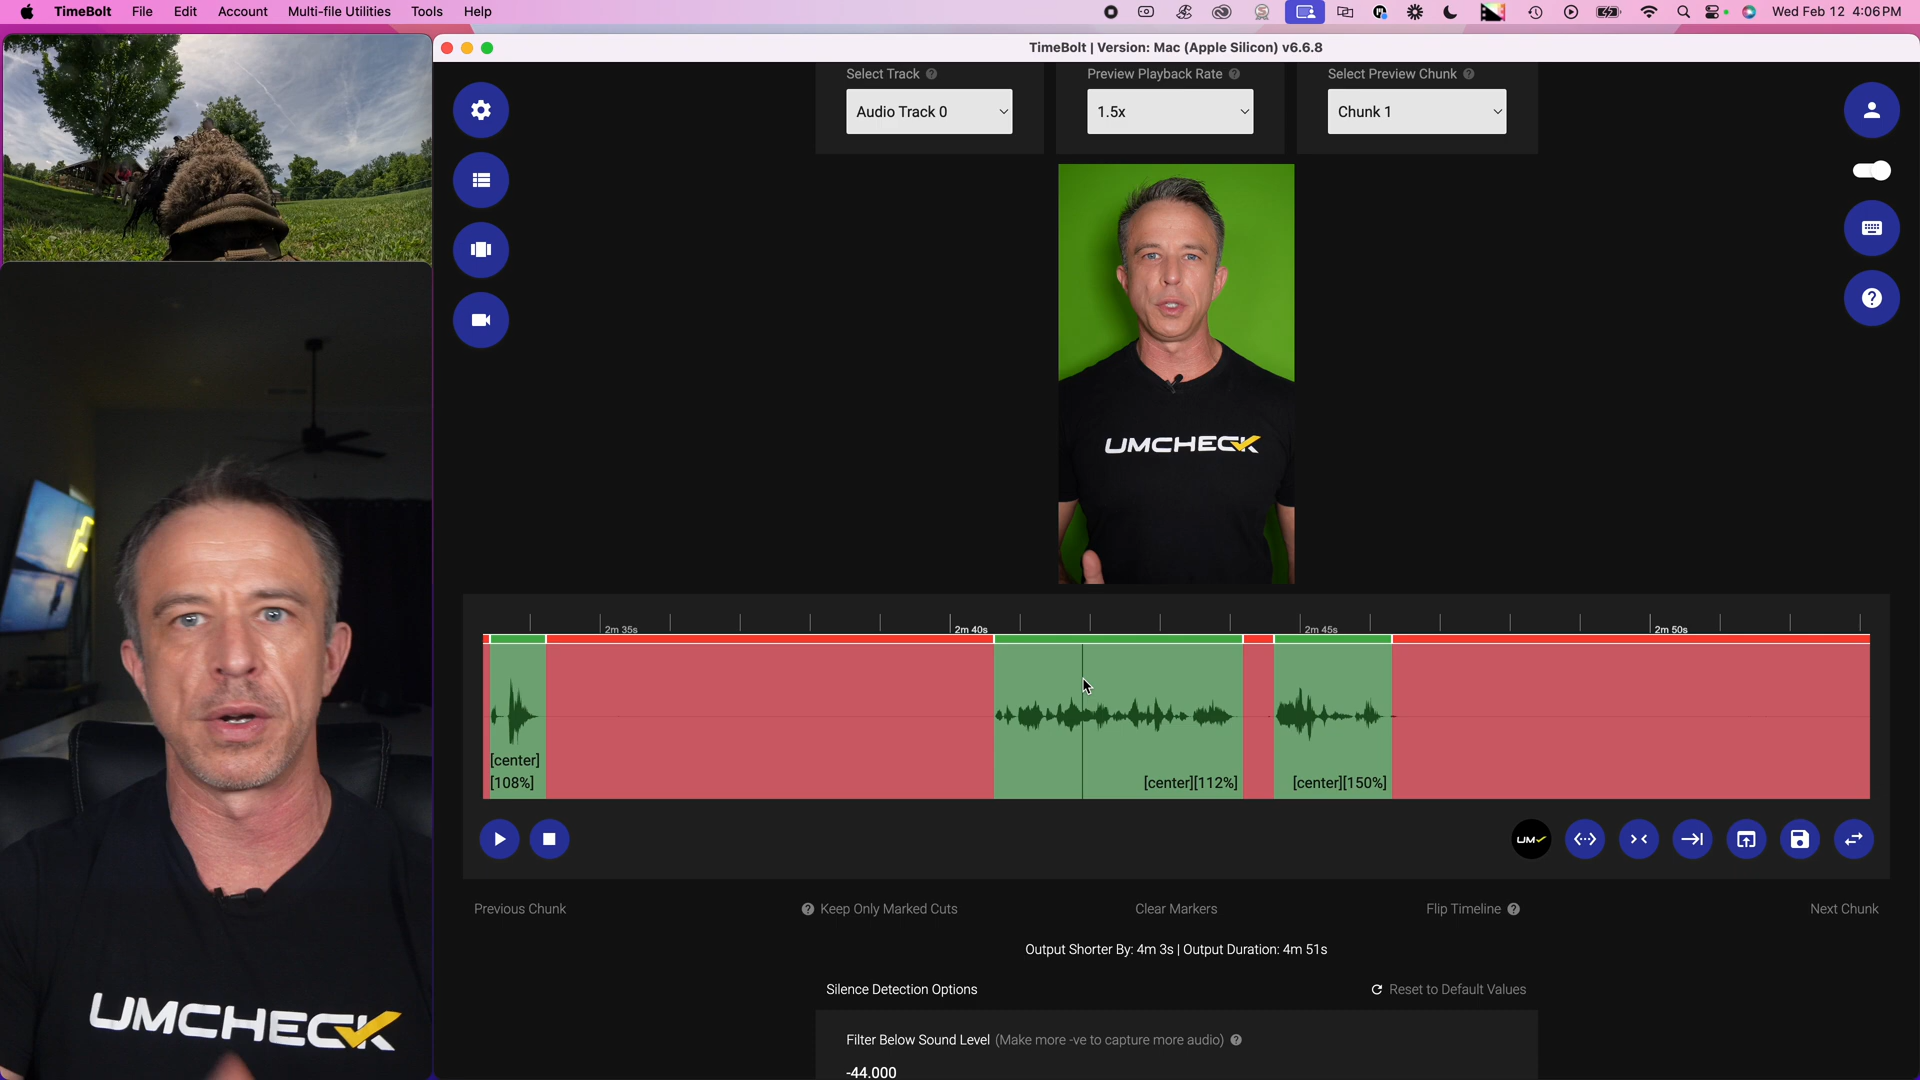 TimeBolt File Edit Account Multi-file Utilities Tools Help
Wed Feb 12 4:06 PM
TimeBolt | Version: Mac (Apple Silicon) v6.6.8
Select Track Preview Playback Rate Select Preview Chunk
Audio Track 0 1.5x Chunk 1
UMCHECK
2m 35s 2m 40s 2m 45s 2m 50s
[center]
[108%] [center][112%] [center][150%]
UM
Previous Chunk Keep Only Marked Cuts Clear Markers Flip Timeline Next Chunk
Output Shorter By: 4m 3s | Output Duration: 4m 51s
Silence Detection Options Reset to Default Values
UMCHECK
Filter Below Sound Level (Make more -ve to capture more audio)
-44.000